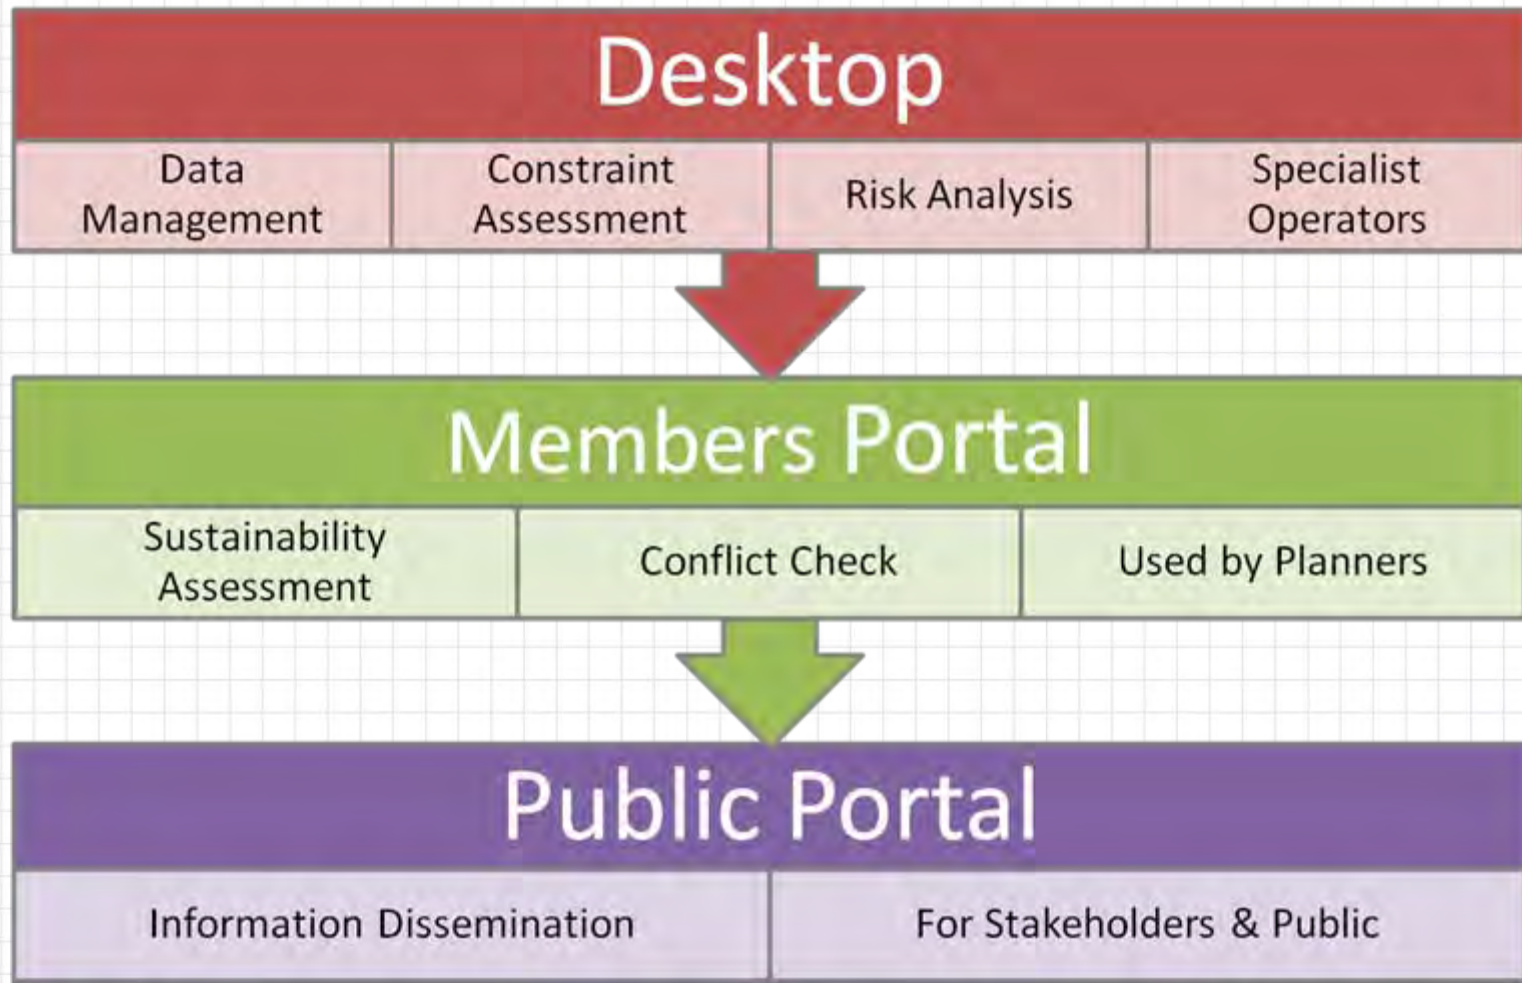 Desktop
Data
Management
Constraint
Assessment
Risk Analysis
Specialist
Operators
Members Portal
Sustainability
Assessment
Conflict Check
Used by Planners
Public Portal
Information Dissemination
For Stakeholders & Public